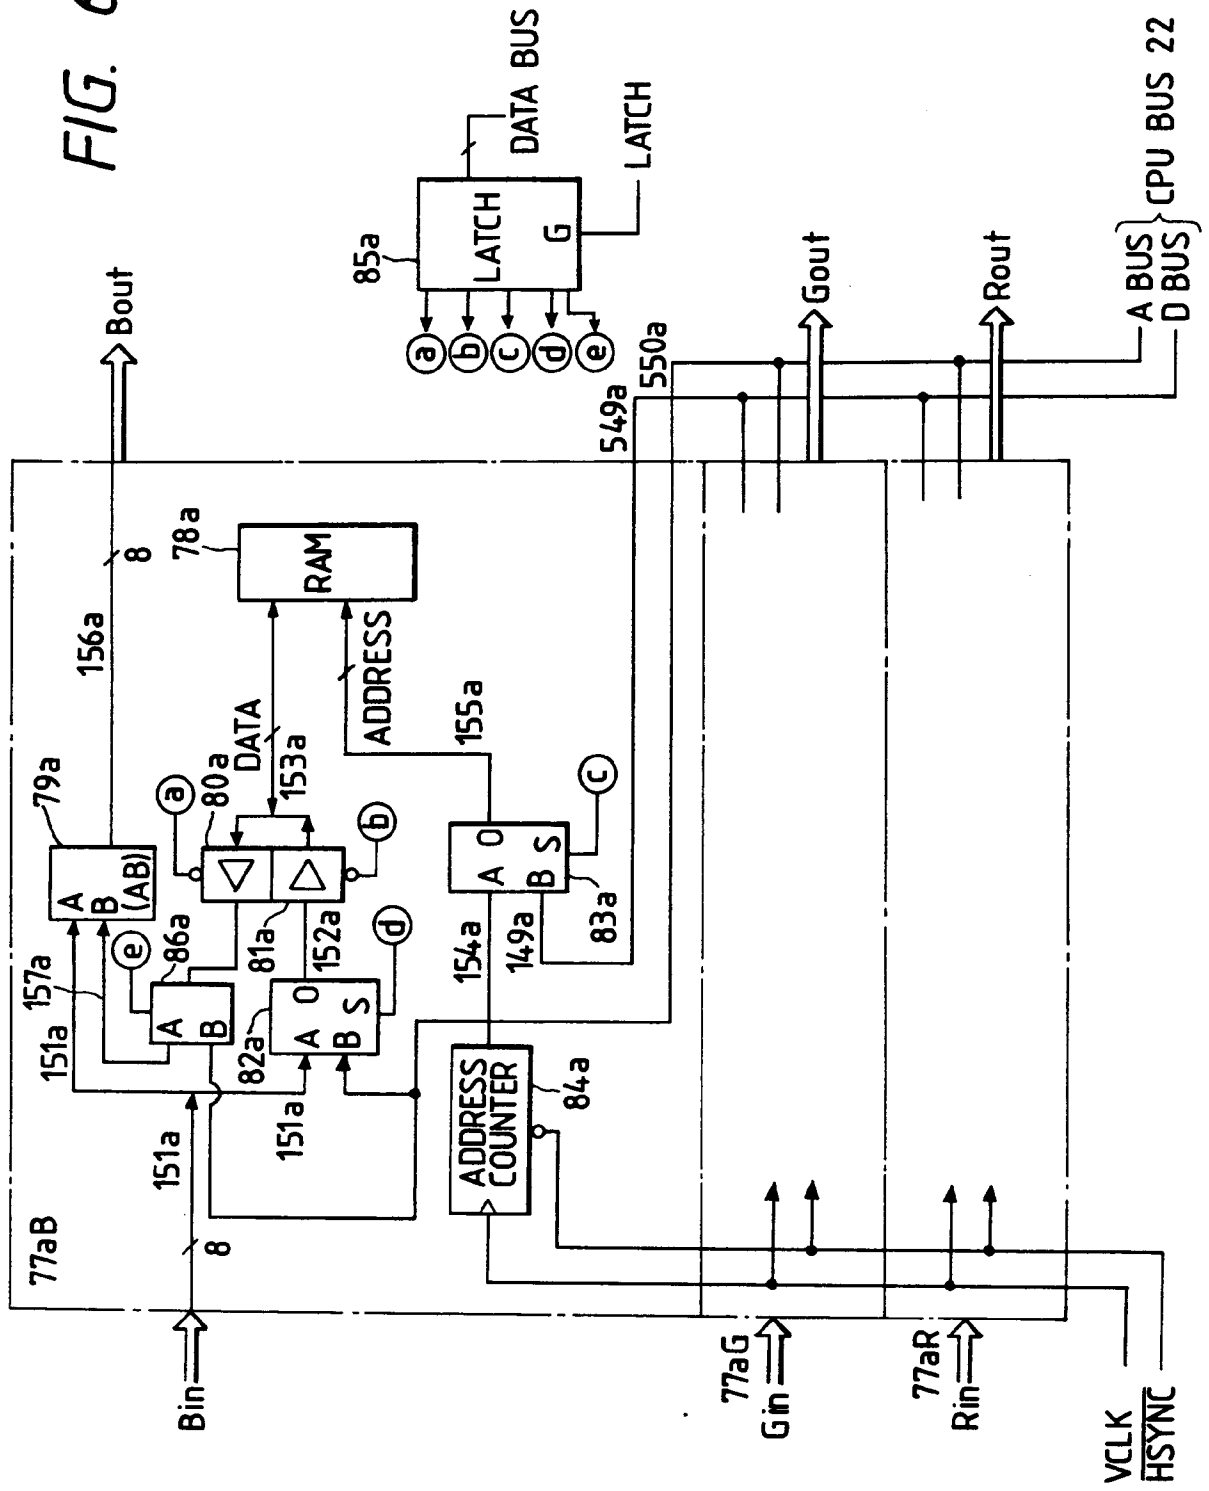 FIG. 6
77aB
Bin
8
151a
151a
157a
151a
e
86a
A
B
79a
A
B
(AB)
156a
8
Bout
a
80a
81a
b
DATA
153a
78a
RAM
ADDRESS
82a
A O
B S
152a
d
155a
154a
149a
A O
B S
83a
c
ADDRESS
COUNTER
84a
85a
LATCH
G
DATA BUS
LATCH
a
b
c
d
e
549a
550a
77aG
Gin
Gout
77aR
Rin
Rout
VCLK
HSYNC
A BUS
D BUS
CPU BUS 22